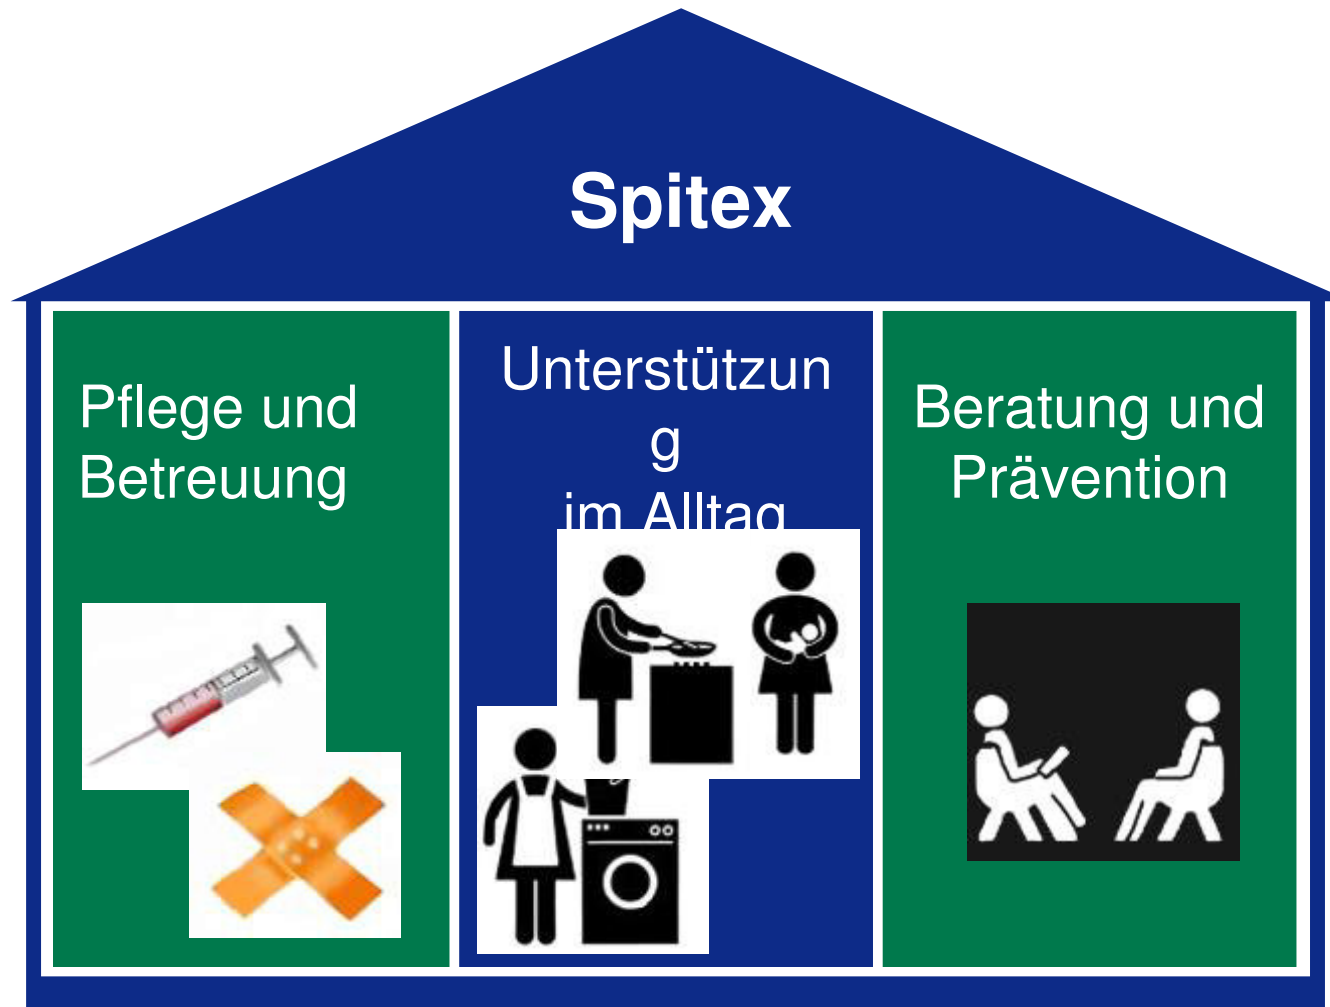 Spitex
Pflege und
Betreuung
Unterstützun
g
im Alltag
Beratung und
Prävention